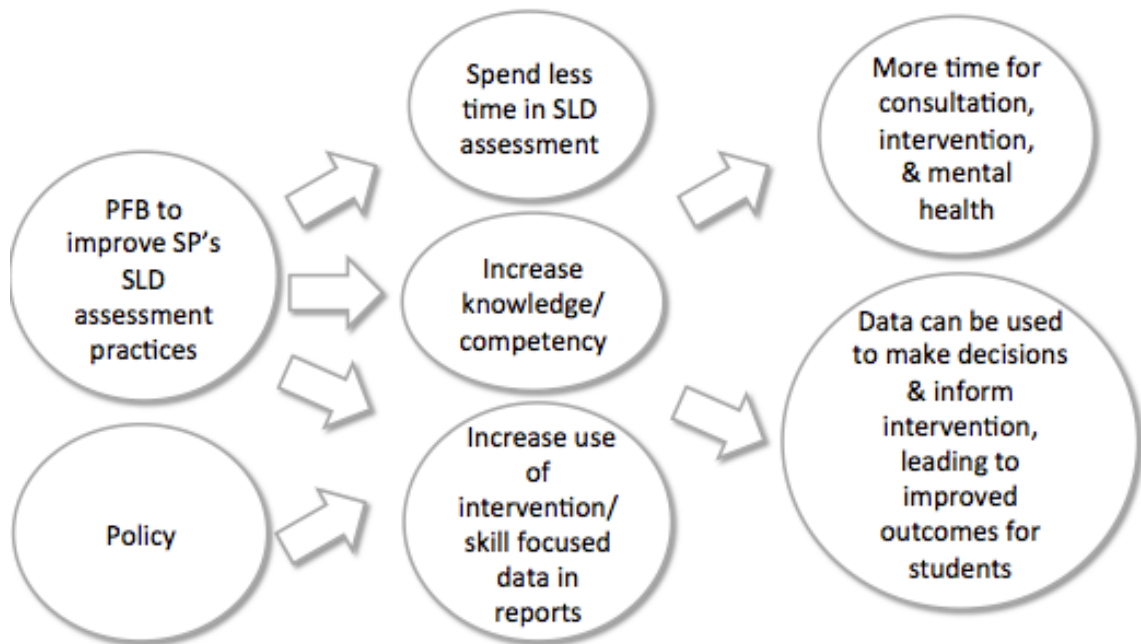 PFB to
improve SP's
SLD
assessment
practices
Policy
Spend less
time in SLD
assessment
Increase
knowledge/
competency
Increase use
of
intervention/
skill focused
data in
reports
More time for
consultation,
intervention,
& mental
health
Data can be used
to make decisions
& inform
intervention,
leading to
improved
outcomes for
students